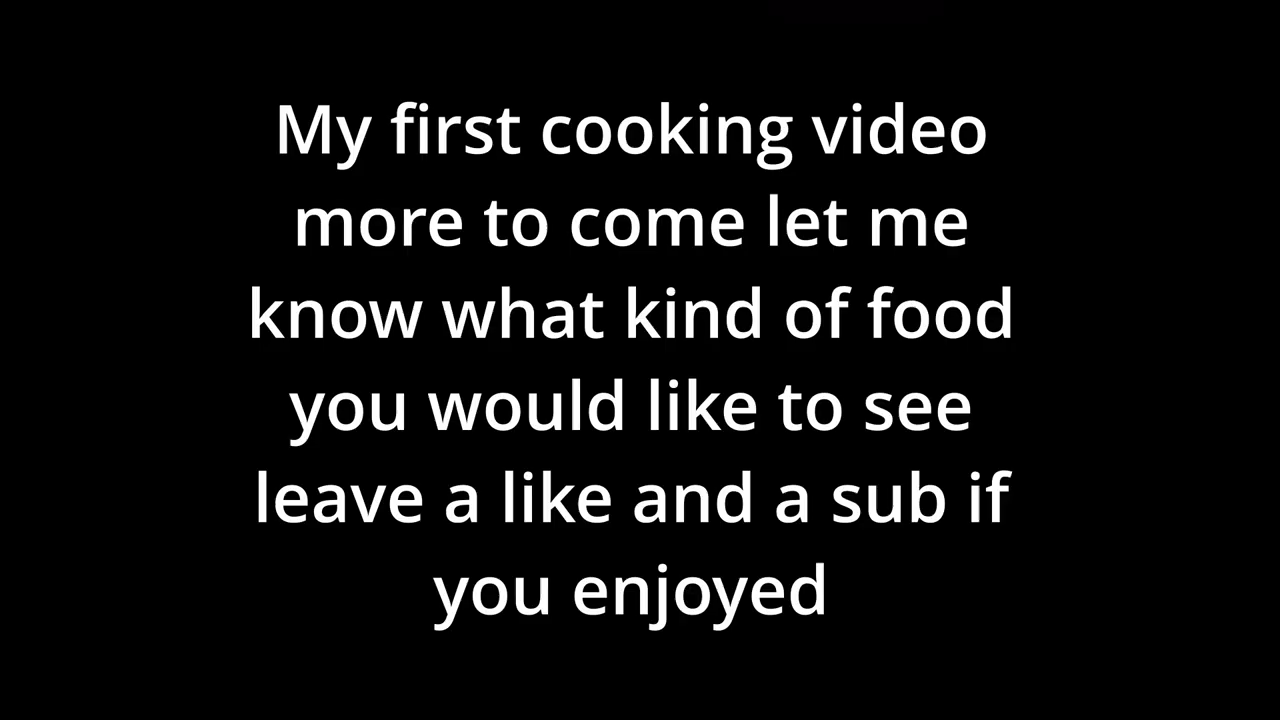 My first cooking video
more to come let me
know what kind of food
you would like to see
leave a like and a sub if
you enjoyed